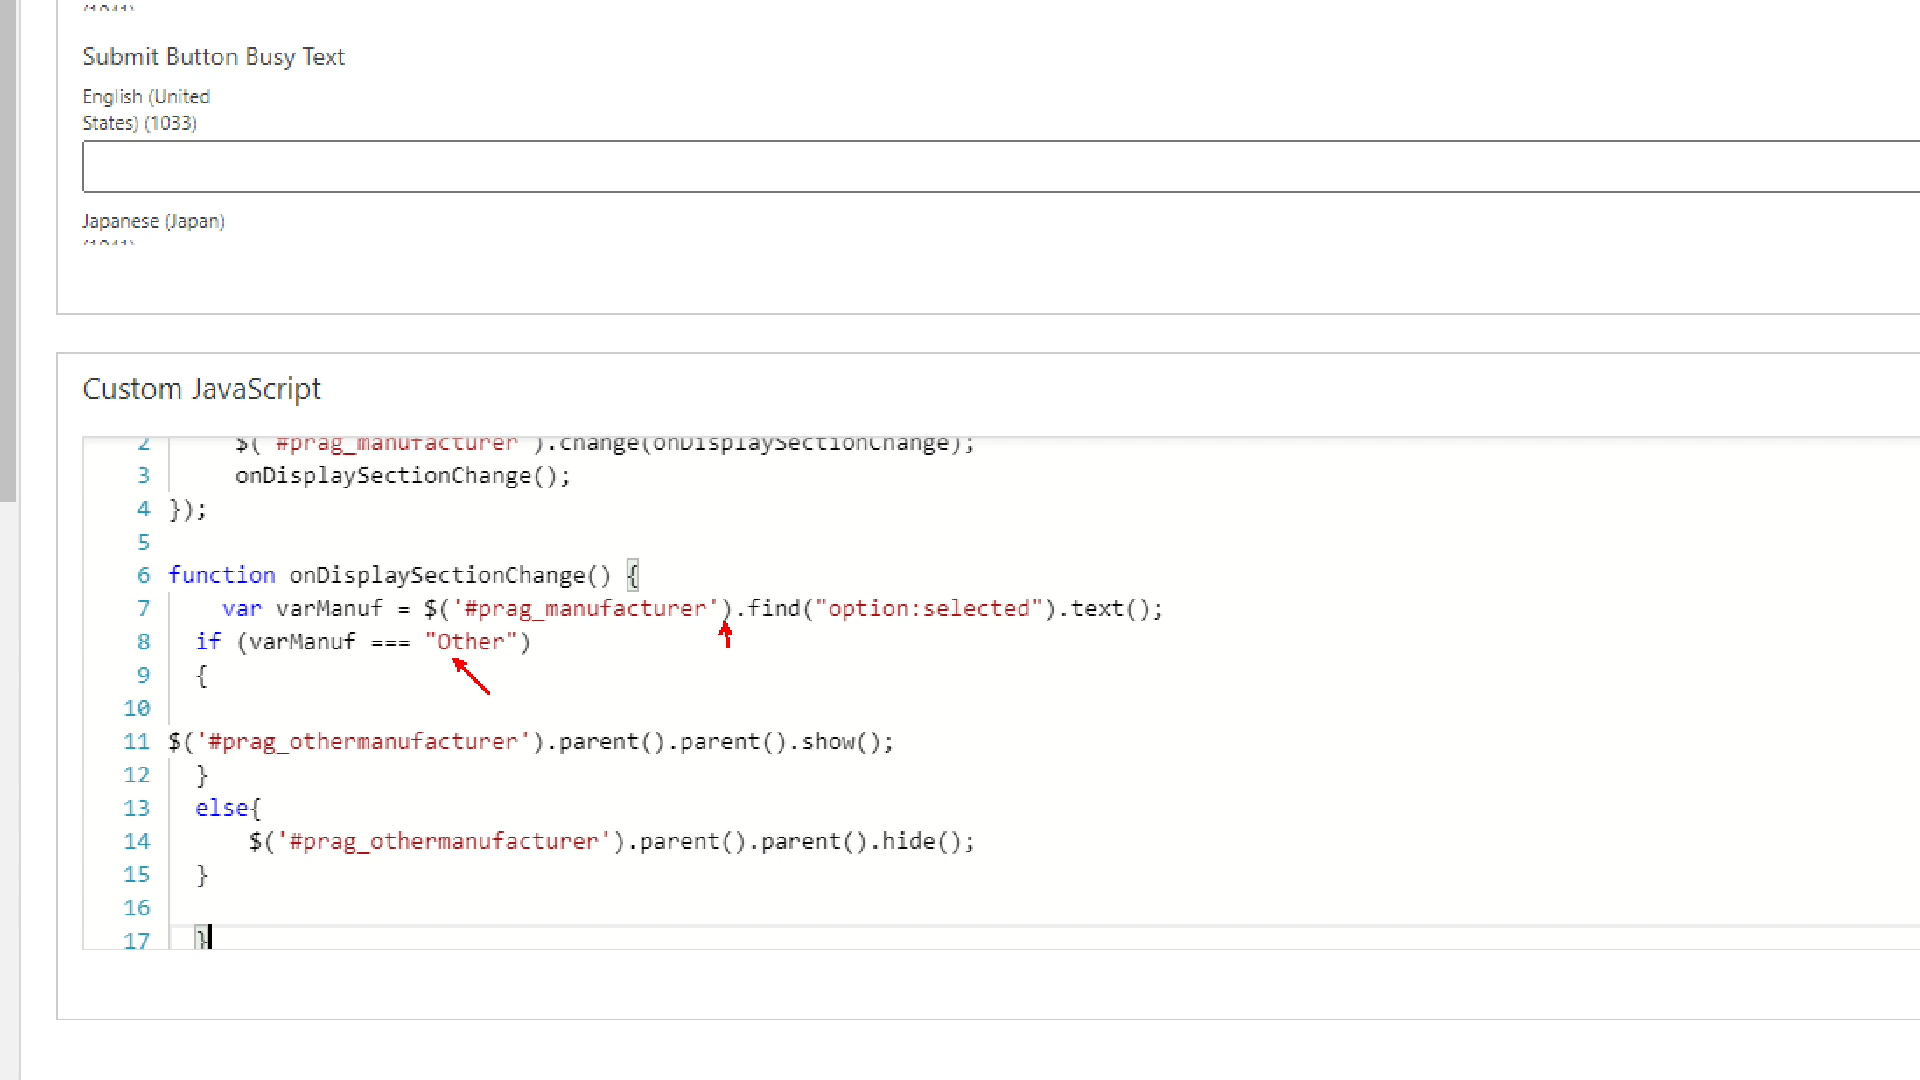 Submit Button Busy Text
English (United
States) (1033)
Japanese (Japan)
Custom JavaScript
2 $('#prag_manufacturer').change(onDisplaySectionChange);
3 onDisplaySectionChange();
4 });
5
6 function onDisplaySectionChange() {
7 var varManuf = $('#prag_manufacturer').find("option:selected").text();
8 if (varManuf === "Other")
9 {
10
11 $('#prag_othermanufacturer').parent().parent().show();
12 }
13 else{
14 $('#prag_othermanufacturer').parent().parent().hide();
15 }
16
17 }